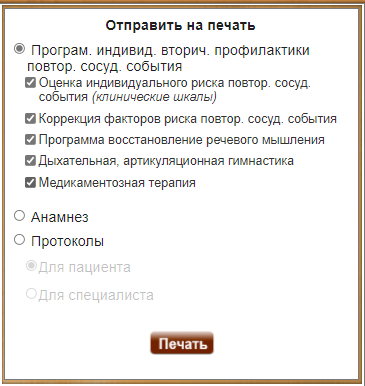 Отправить на печать
Програм. индивид. вторич. профилактики
повтор. сосуд. события
Оценка индивидуального риска повтор. сосуд.
события (клинические шкалы)
Коррекция факторов риска повтор. сосуд. события
Программа восстановление речевого мышления
Дыхательная, артикуляционная гимнастика
Медикаментозная терапия
Анамнез
Протоколы
Для пациента
Для специалиста
Печать